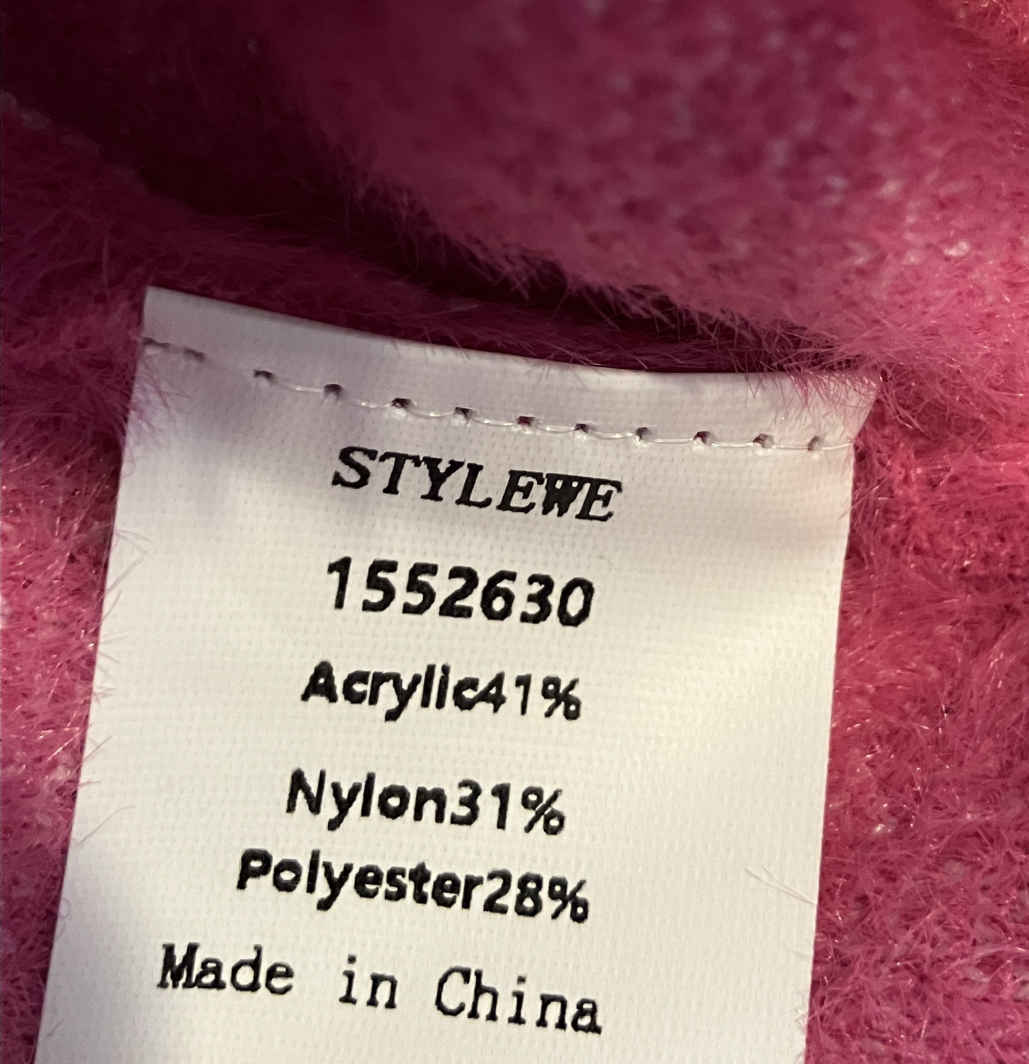 STYLEWE
1552630
Acrylic41%
Nylon31%
Polyester28%
Made in China